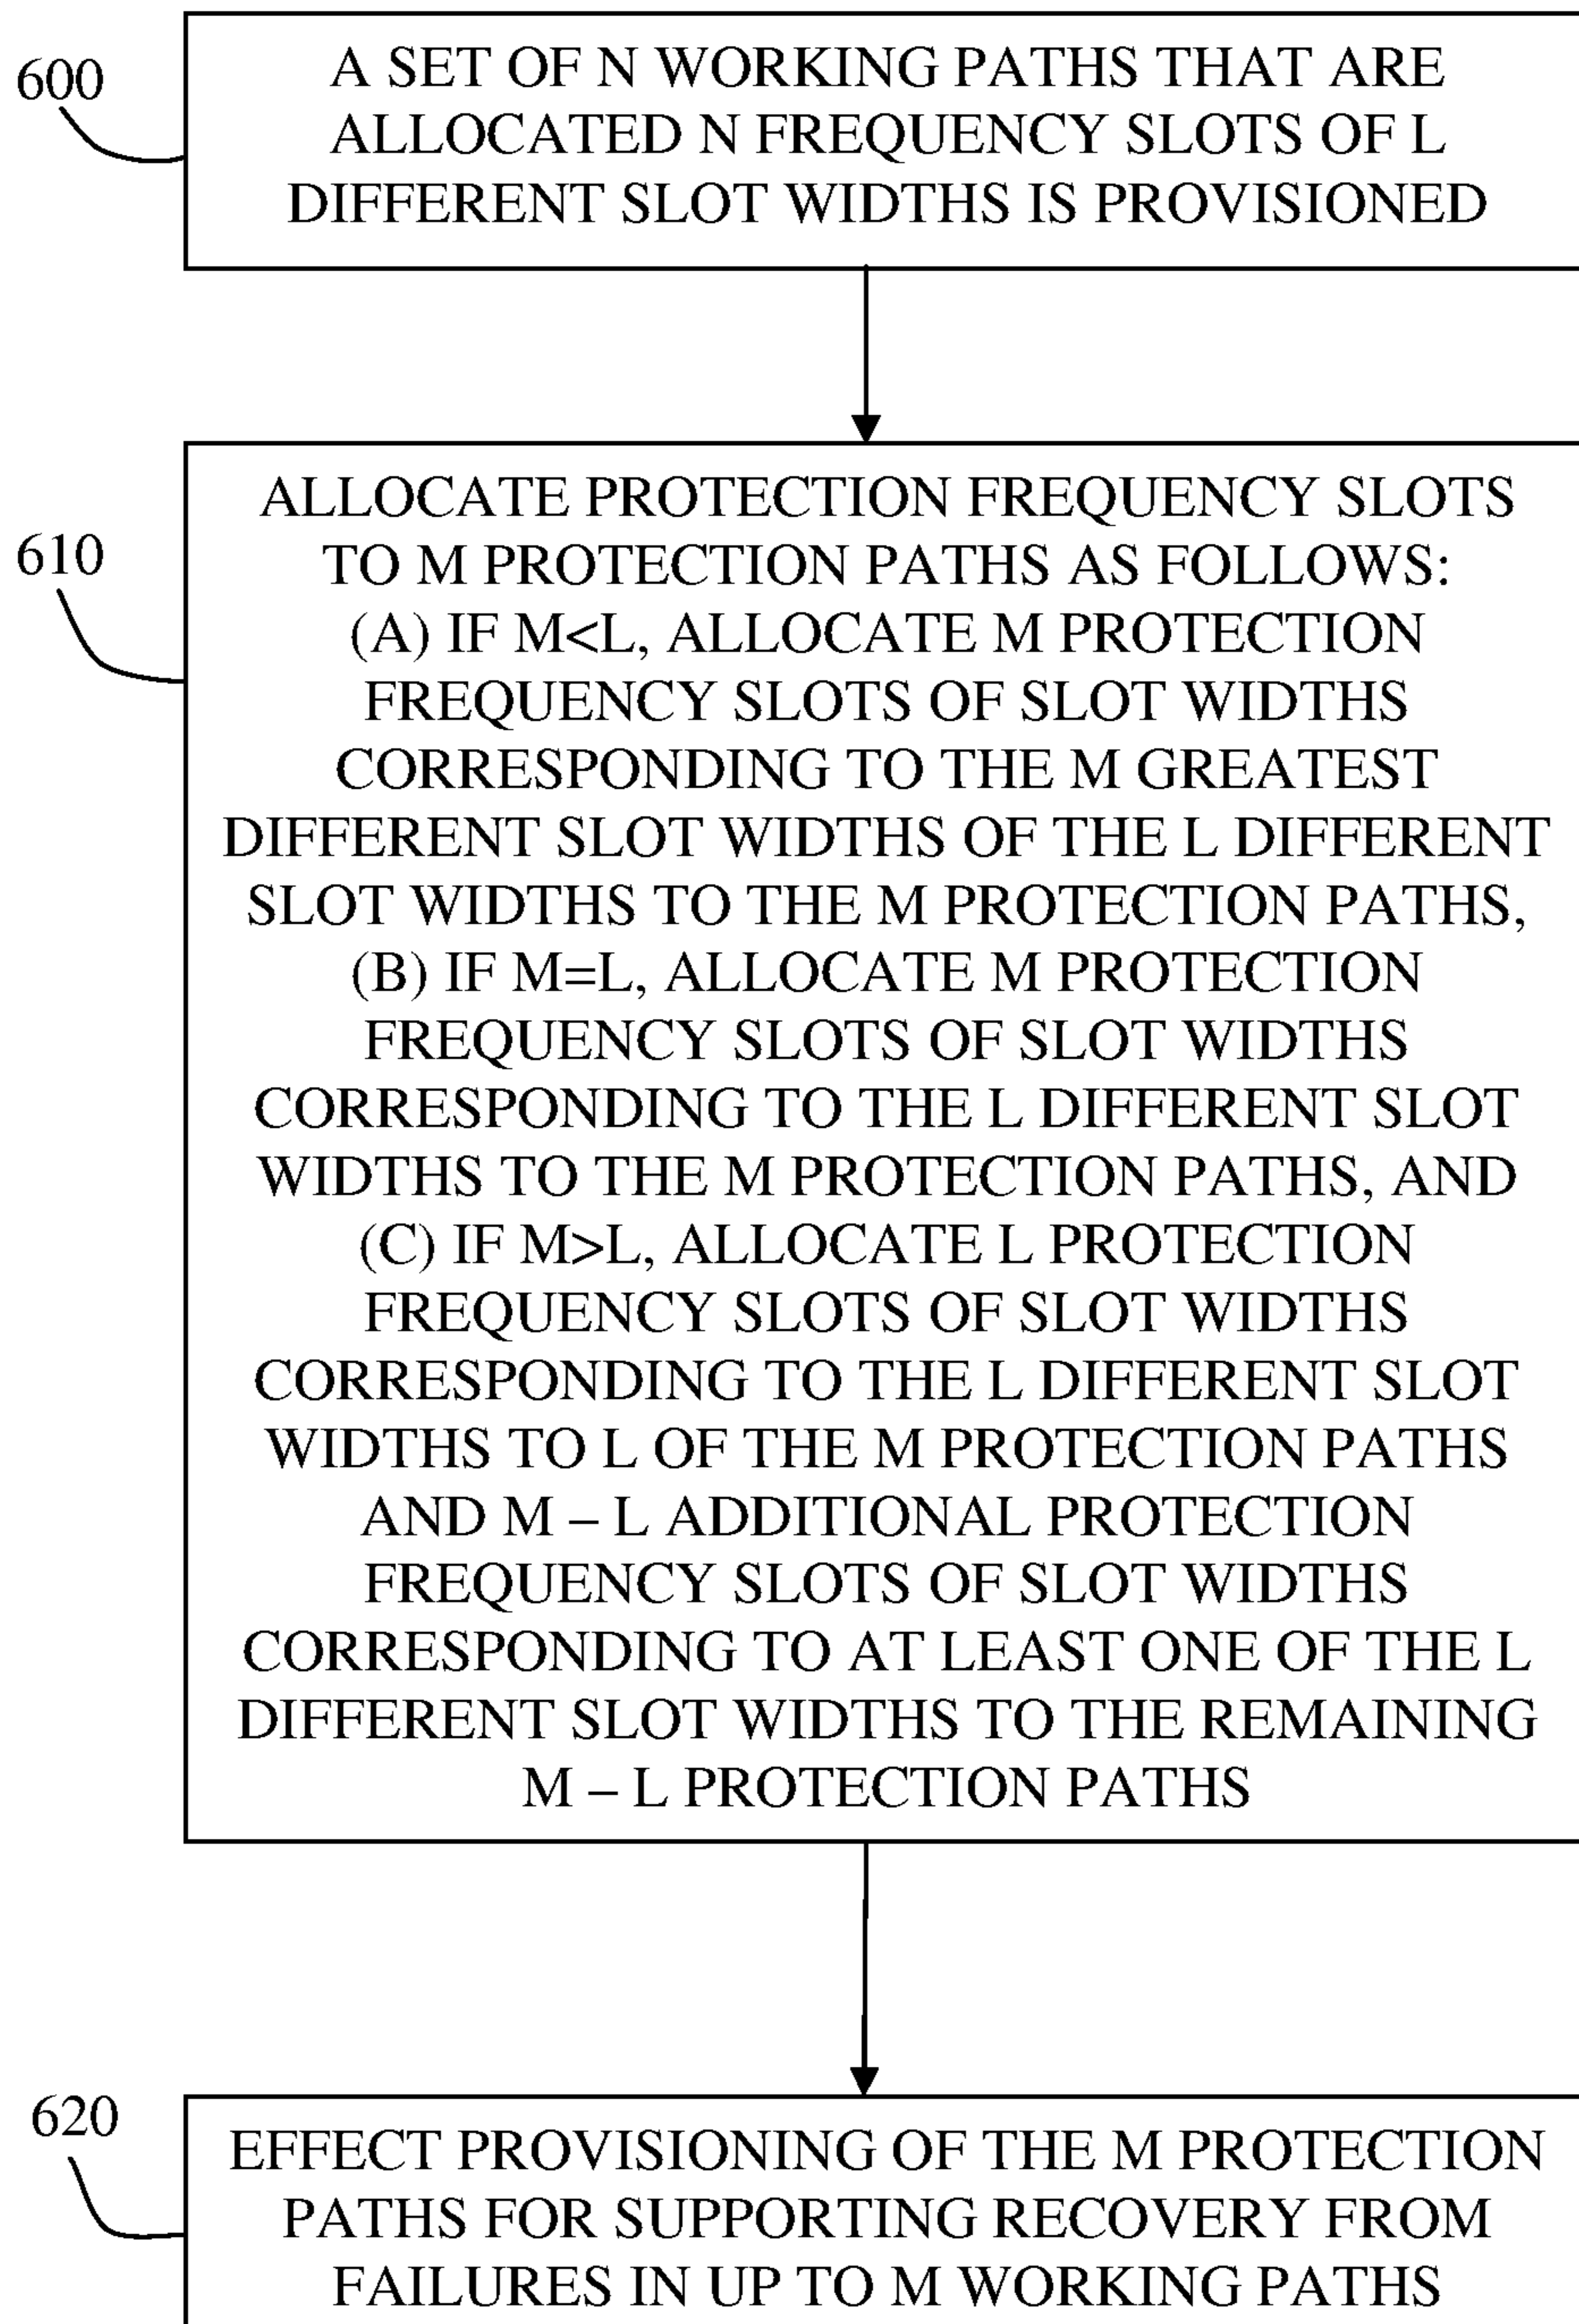 600
A SET OF N WORKING PATHS THAT ARE
ALLOCATED N FREQUENCY SLOTS OF L
DIFFERENT SLOT WIDTHS IS PROVISIONED
610
ALLOCATE PROTECTION FREQUENCY SLOTS
TO M PROTECTION PATHS AS FOLLOWS:
(A) IF M<L, ALLOCATE M PROTECTION
FREQUENCY SLOTS OF SLOT WIDTHS
CORRESPONDING TO THE M GREATEST
DIFFERENT SLOT WIDTHS OF THE L DIFFERENT
SLOT WIDTHS TO THE M PROTECTION PATHS,
(B) IF M=L, ALLOCATE M PROTECTION
FREQUENCY SLOTS OF SLOT WIDTHS
CORRESPONDING TO THE L DIFFERENT SLOT
WIDTHS TO THE M PROTECTION PATHS, AND
(C) IF M>L, ALLOCATE L PROTECTION
FREQUENCY SLOTS OF SLOT WIDTHS
CORRESPONDING TO THE L DIFFERENT SLOT
WIDTHS TO L OF THE M PROTECTION PATHS
AND M – L ADDITIONAL PROTECTION
FREQUENCY SLOTS OF SLOT WIDTHS
CORRESPONDING TO AT LEAST ONE OF THE L
DIFFERENT SLOT WIDTHS TO THE REMAINING
M – L PROTECTION PATHS
620
EFFECT PROVISIONING OF THE M PROTECTION
PATHS FOR SUPPORTING RECOVERY FROM
FAILURES IN UP TO M WORKING PATHS